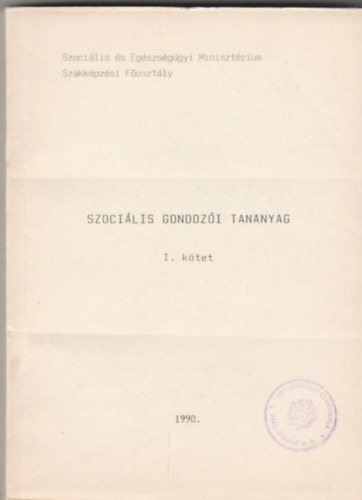 Szociális és Egészségügyi Minisztérium
Szakképzési Főosztály
SZOCIÁLIS GONDOZÓI TANANYAG
I. kötet
1990.